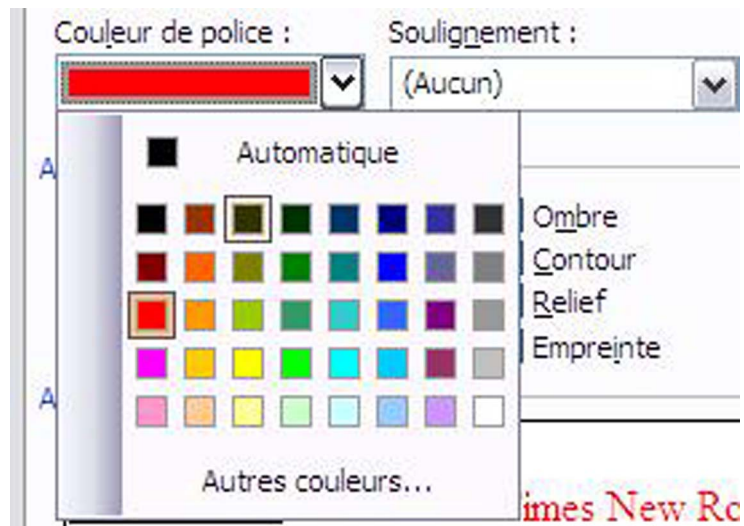 Couleur de police : Soulignement :
(Aucun)
Automatique
Ombre
Contour
Relief
Empreinte
Autres couleurs...
imes New Ro